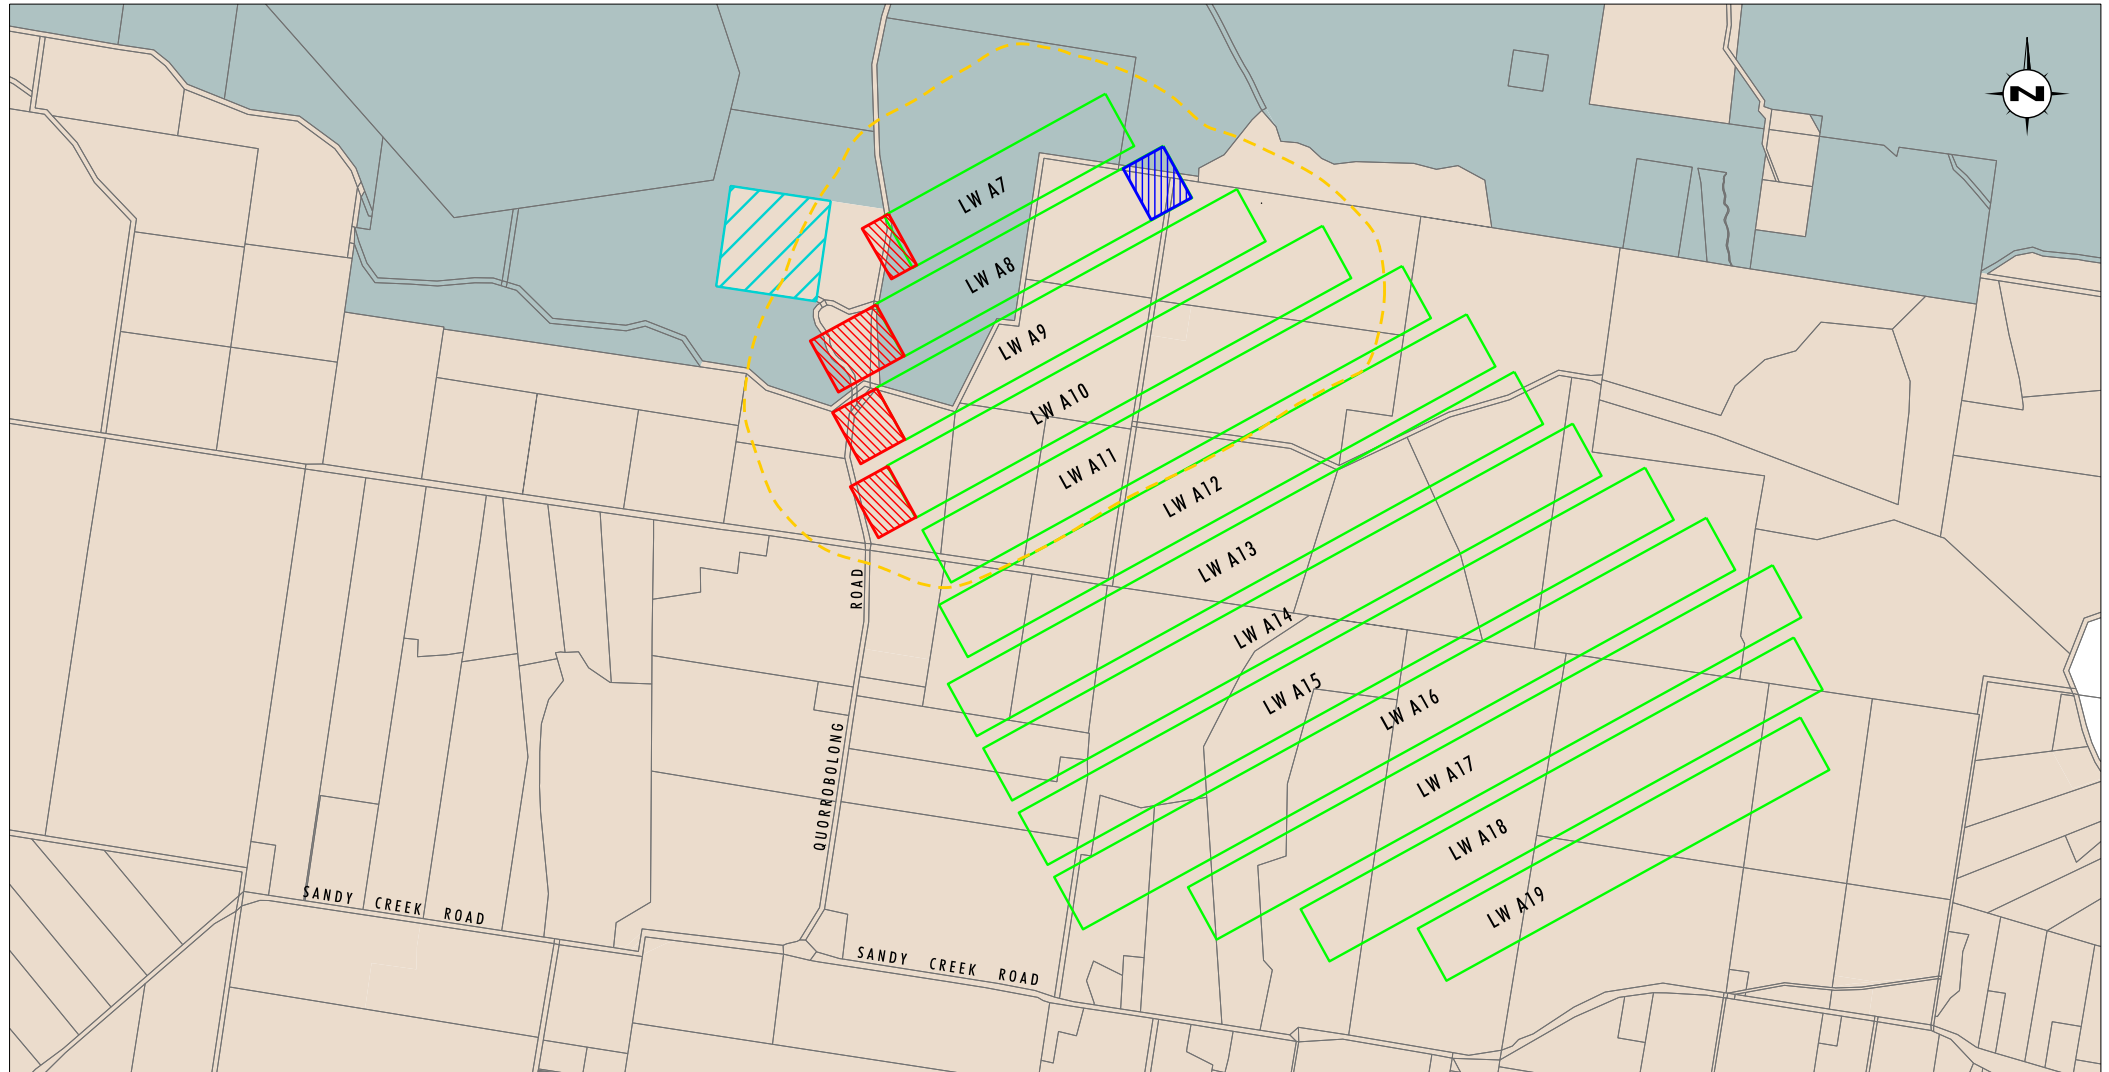 N
LW A7
LW A8
LW A9
LW A10
LW A11
LW A12
LW A13
LW A14
LW A15
LW A16
LW A17
LW A18
LW A19
QUORROBOLONG ROAD
SANDY CREEK ROAD
SANDY CREEK ROAD